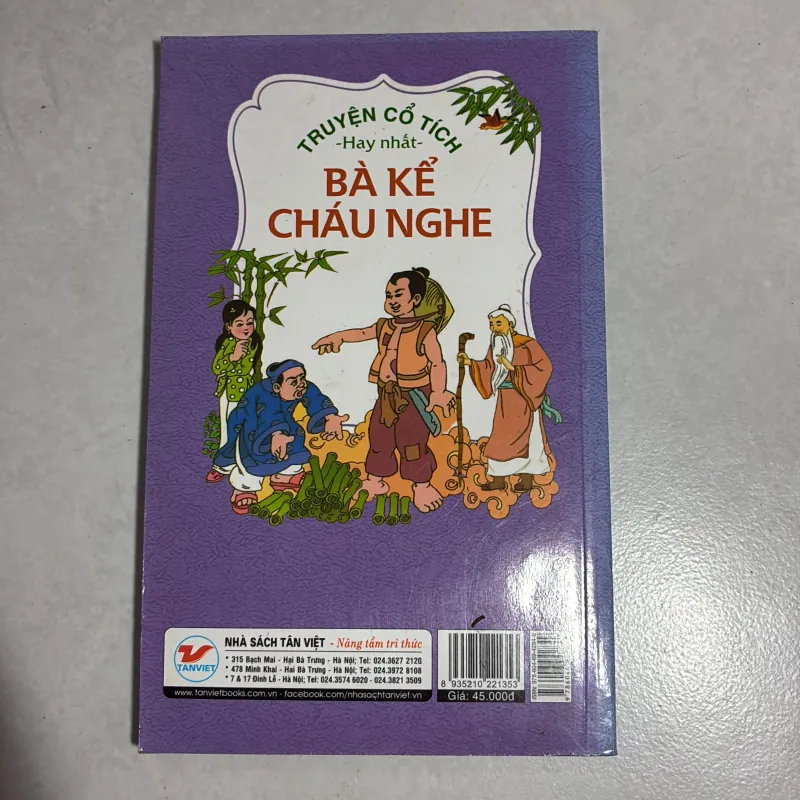 TRUYỆN CỔ TÍCH
-Hay nhất-
BÀ KỂ
CHÁU NGHE
TANVIET
NHÀ SÁCH TÂN VIỆT - Nâng tầm tri thức
* 315 Bạch Mai - Hai Bà Trưng - Hà Nội; Tel: 024.3627 2120
* 478 Minh Khai - Hai Bà Trưng - Hà Nội; Tel: 024.3972 8108
* 7 & 17 Đinh Lễ - Hà Nội; Tel: 024.3574 6020 - 024.3821 3509
www.tanvietbooks.com.vn - facebook.com/nhasachtanviet.vn
8 935210 221353
Giá: 45.000đ